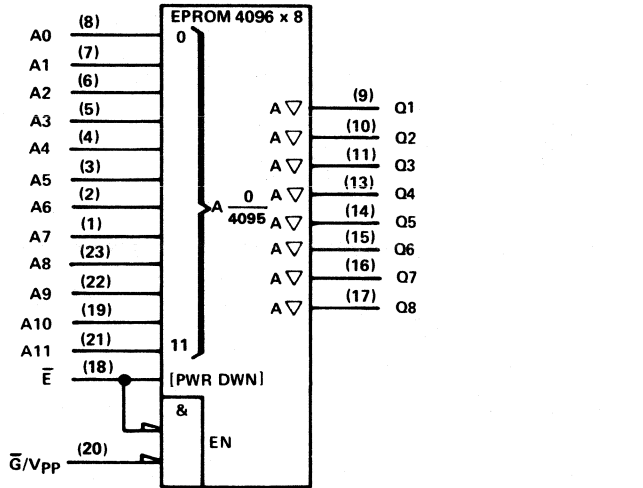 EPROM 4096 x 8
A0 (8) 0
A1 (7)
A2 (6)
A3 (5) A▽ (9) Q1
A4 (4) A▽ (10) Q2
A5 (3) A▽ (11) Q3
A6 (2) A 0/4095 A▽ (13) Q4
A7 (1) A▽ (14) Q5
A8 (23) A▽ (15) Q6
A9 (22) A▽ (16) Q7
A10 (19) A▽ (17) Q8
A11 (21) 11
E̅ (18) [PWR DWN]
&
EN
G̅/VPP (20)